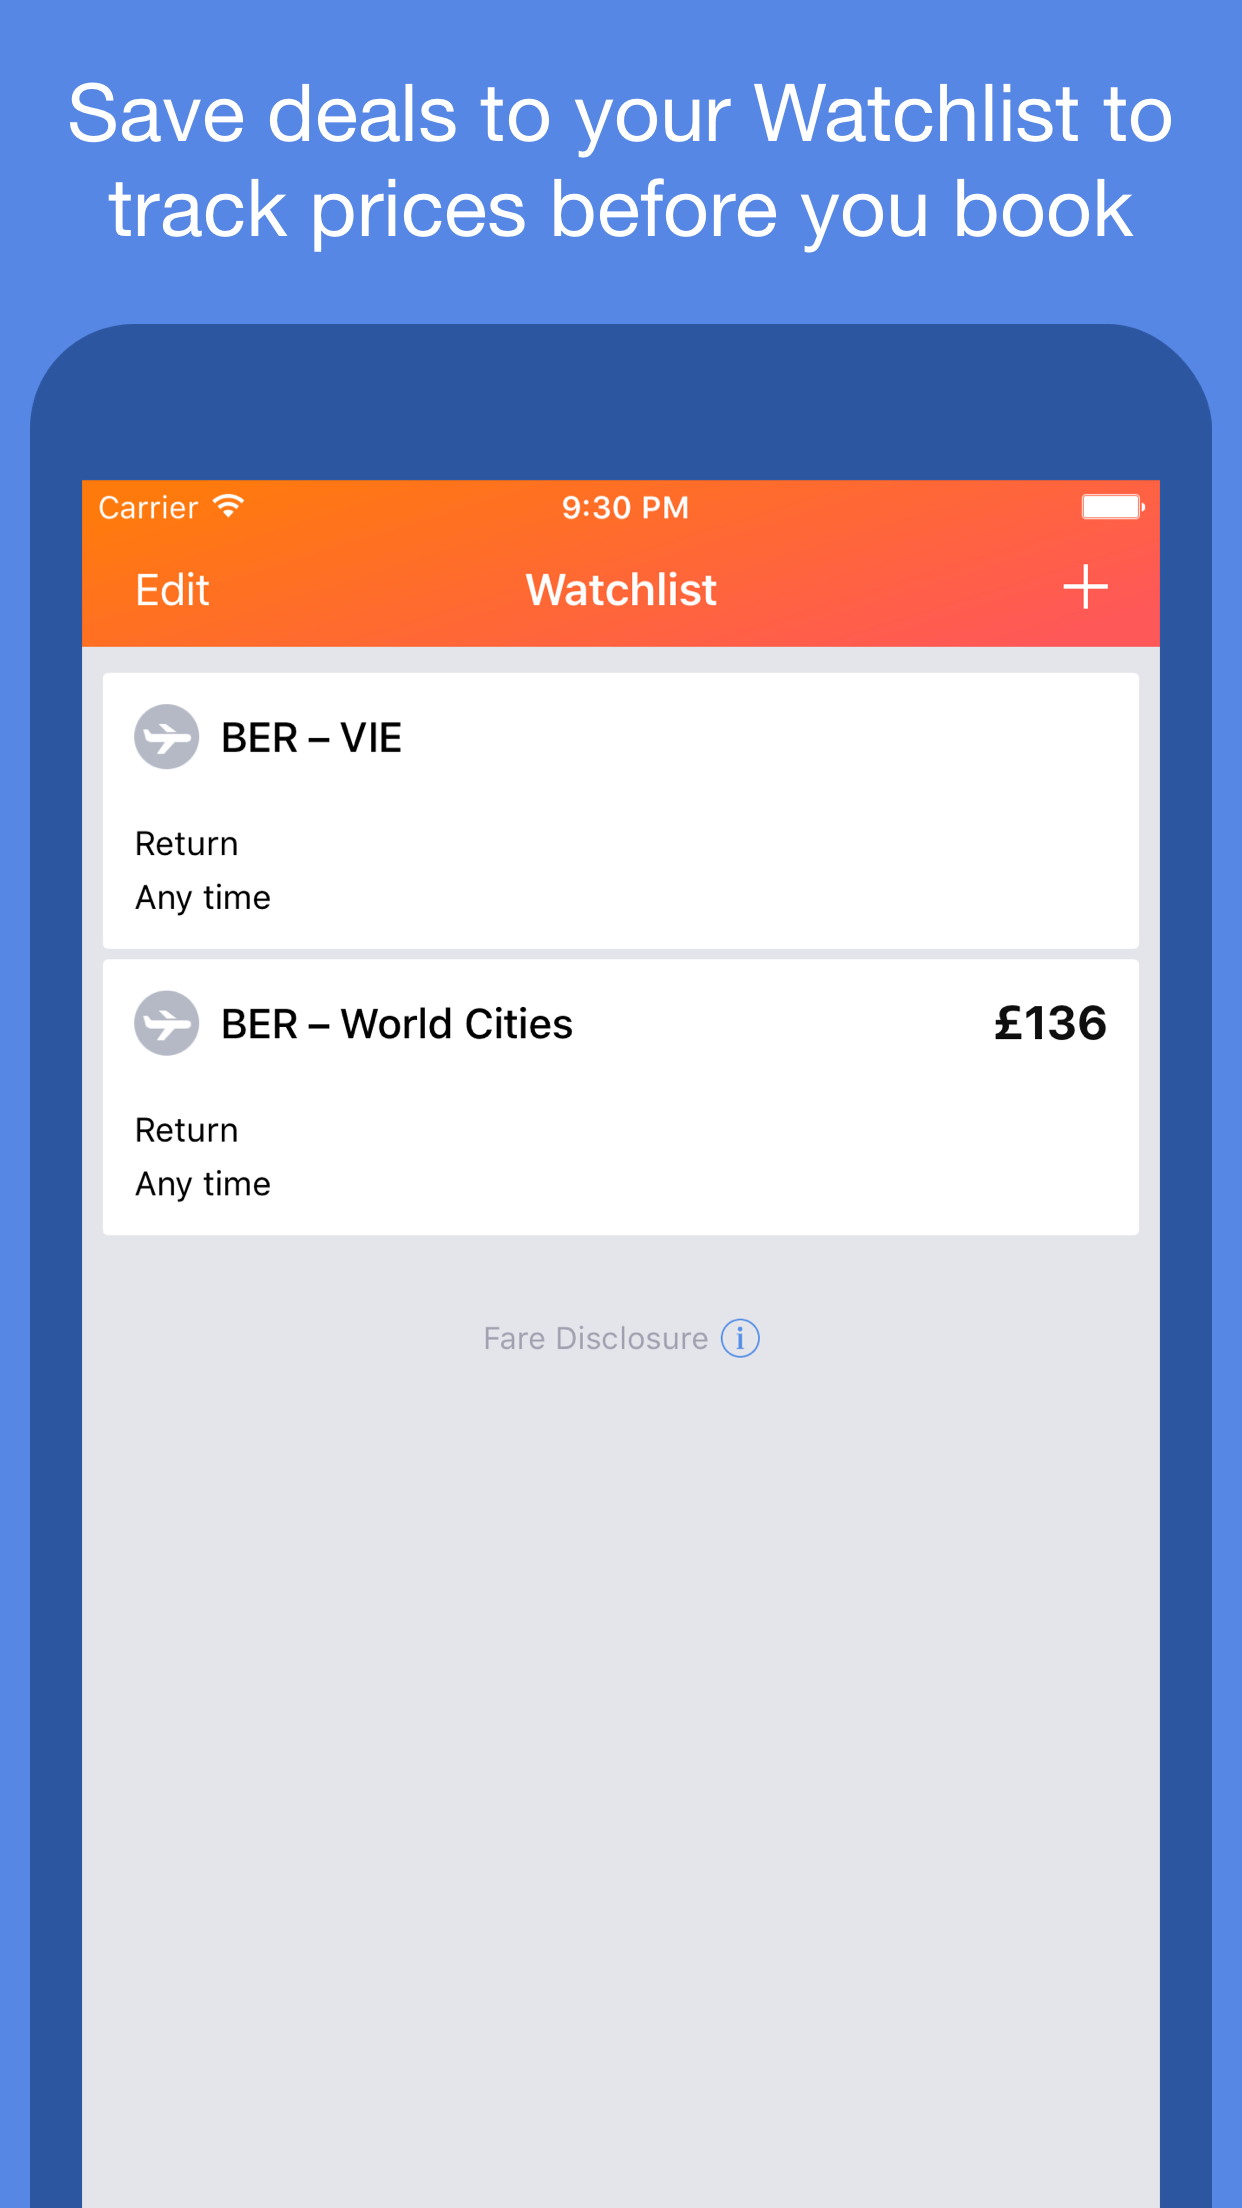 Save deals to your Watchlist to
track prices before you book
Carrier 9:30 PM
Edit Watchlist +
BER – VIE
Return
Any time
BER – World Cities £136
Return
Any time
Fare Disclosure i